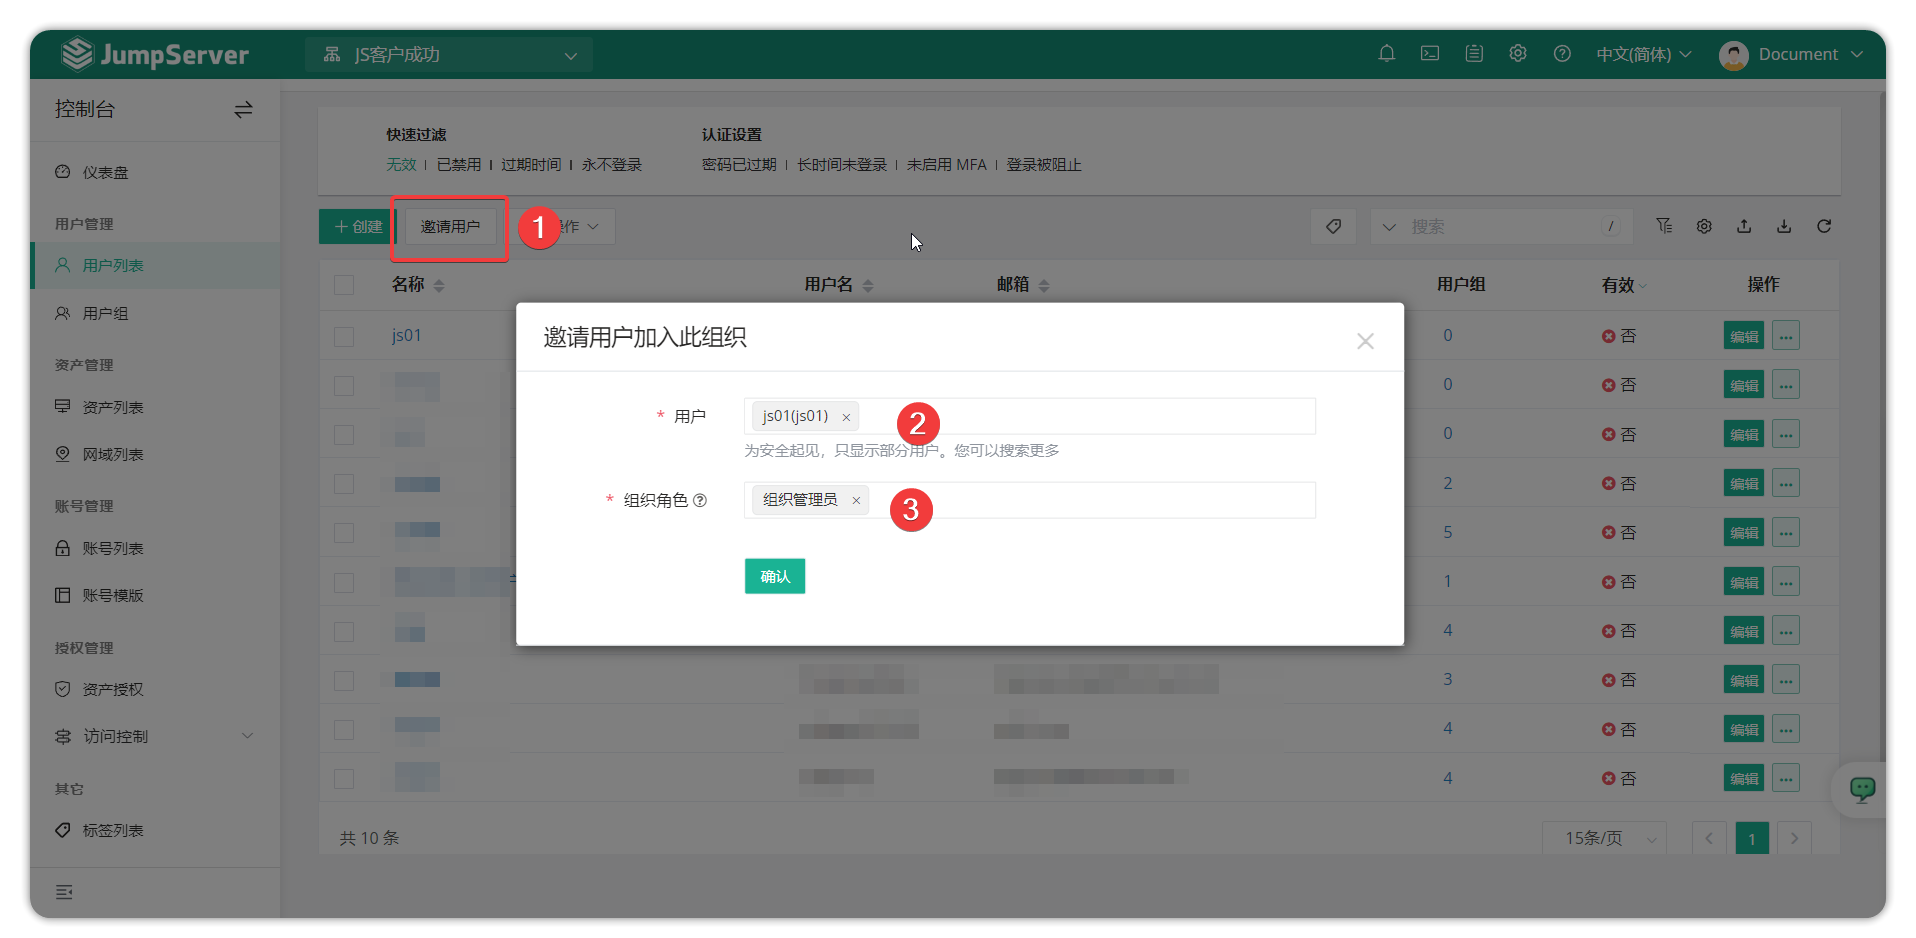 JumpServer
JS客户成功
中文(简体)
Document
控制台
仪表盘
用户管理
用户列表
用户组
资产管理
资产列表
网域列表
账号管理
账号列表
账号模版
授权管理
资产授权
访问控制
其它
标签列表
快速过滤
无效 | 已禁用 | 过期时间 | 永不登录
认证设置
密码已过期 | 长时间未登录 | 未启用 MFA | 登录被阻止
创建
邀请用户
1
作
搜索
/
名称 用户名 邮箱 用户组 有效 操作
js01 0 否 编辑 ...
0 否 编辑 ...
0 否 编辑 ...
2 否 编辑 ...
5 否 编辑 ...
1 否 编辑 ...
4 否 编辑 ...
3 否 编辑 ...
4 否 编辑 ...
4 否 编辑 ...
共 10 条
15条/页
1
邀请用户加入此组织
* 用户
js01(js01) ×
2
为安全起见，只显示部分用户。您可以搜索更多
* 组织角色
组织管理员 ×
3
确认